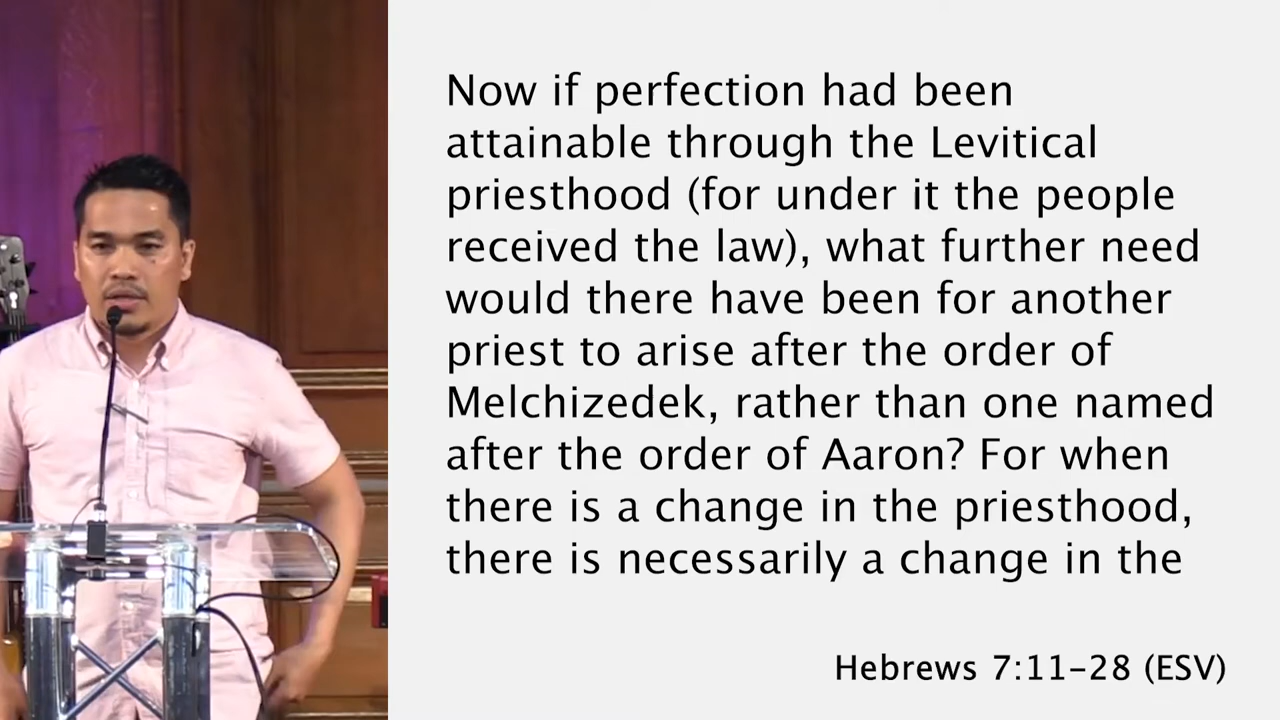 Now if perfection had been
attainable through the Levitical
priesthood (for under it the people
received the law), what further need
would there have been for another
priest to arise after the order of
Melchizedek, rather than one named
after the order of Aaron? For when
there is a change in the priesthood,
there is necessarily a change in the
Hebrews 7:11–28 (ESV)